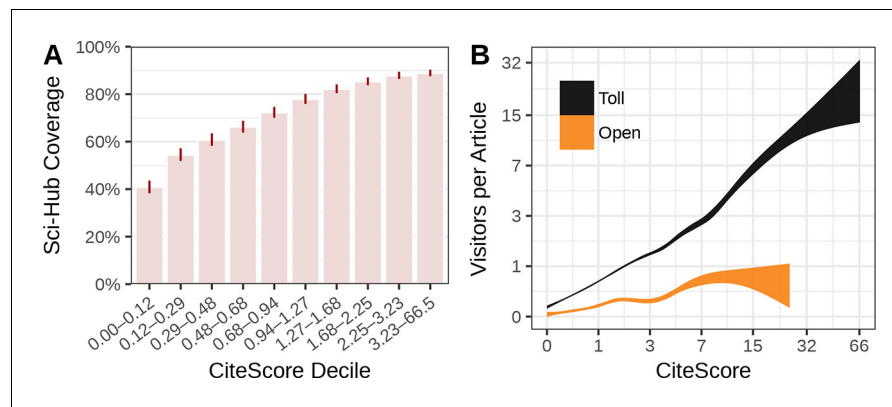 A
Sci-Hub Coverage
100%
80%
60%
40%
20%
0%
0.00–0.12
0.12–0.29
0.29–0.48
0.48–0.68
0.68–0.94
0.94–1.27
1.27–1.68
1.68–2.25
2.25–3.23
3.23–66.5
CiteScore Decile
B
Visitors per Article
32
15
7
3
1
0
Toll
Open
0 1 3 7 15 32 66
CiteScore